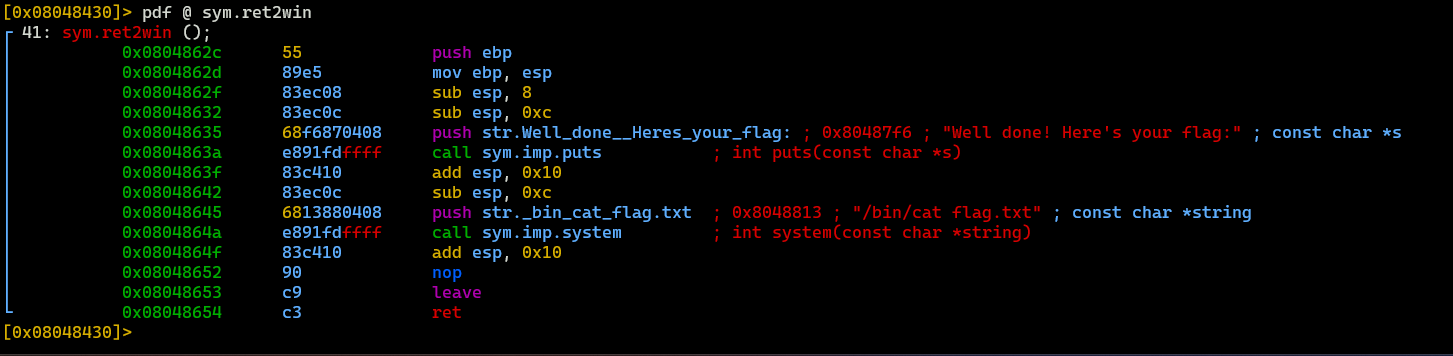 [0x08048430]> pdf @ sym.ret2win
41: sym.ret2win ();
0x0804862c 55 push ebp
0x0804862d 89e5 mov ebp, esp
0x0804862f 83ec08 sub esp, 8
0x08048632 83ec0c sub esp, 0xc
0x08048635 68f6870408 push str.Well_done__Heres_your_flag: ; 0x80487f6 ; "Well done! Here's your flag:" ; const char *s
0x0804863a e891fdffff call sym.imp.puts ; int puts(const char *s)
0x0804863f 83c410 add esp, 0x10
0x08048642 83ec0c sub esp, 0xc
0x08048645 6813880408 push str._bin_cat_flag.txt ; 0x8048813 ; "/bin/cat flag.txt" ; const char *string
0x0804864a e891fdffff call sym.imp.system ; int system(const char *string)
0x0804864f 83c410 add esp, 0x10
0x08048652 90 nop
0x08048653 c9 leave
0x08048654 c3 ret
[0x08048430]>